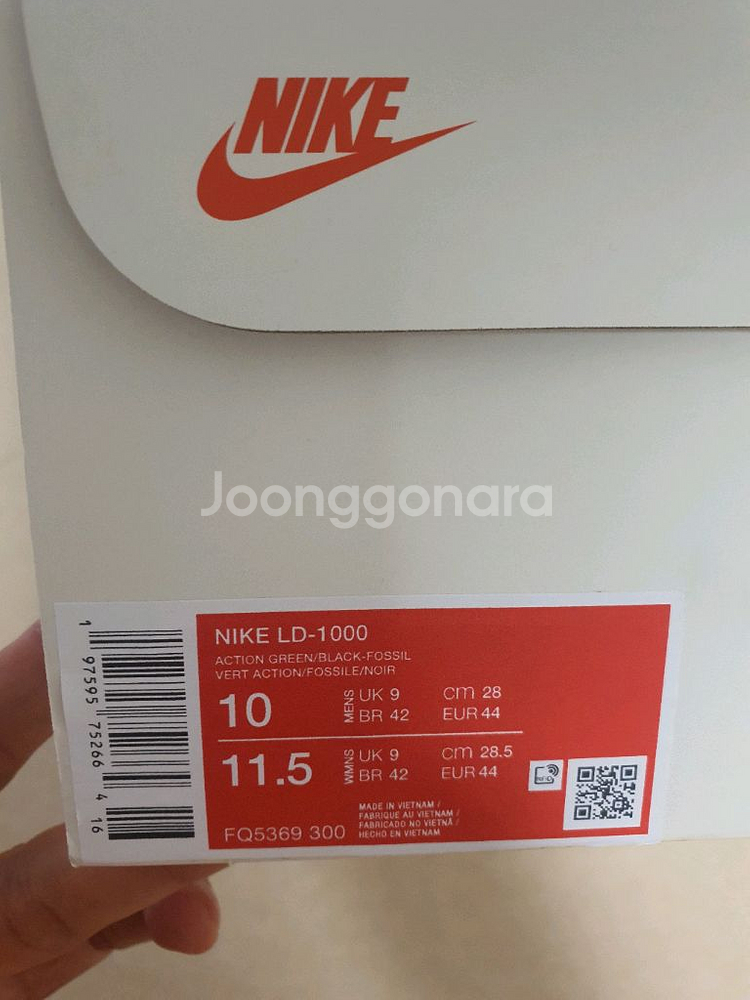 NIKE
Joonggonara
NIKE LD-1000
ACTION GREEN/BLACK-FOSSIL
VERT ACTION/FOSSILE/NOIR
10 MENS UK 9 cm 28
BR 42 EUR 44
11.5 WMNS UK 9 cm 28.5
BR 42 EUR 44
FQ5369 300
MADE IN VIETNAM /
FABRIQUE AU VIETNAM /
FABRICADO NO VIETNÃ /
HECHO EN VIETNAM
1 97595 75266 4 16